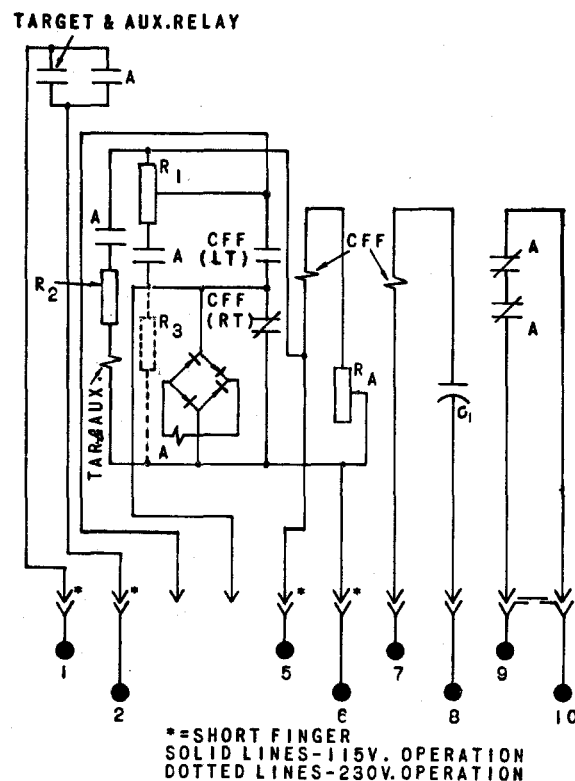 TARGET & AUX.RELAY
A
R1
A
A
CFF
(LT)
CFF
R2
CFF
(RT)
R3
A
A
RA
TAR&AUX.
A
C1
*
*
*
*
1
2
5
6
7
8
9
10
*=SHORT FINGER
SOLID LINES-115V. OPERATION
DOTTED LINES-230V. OPERATION